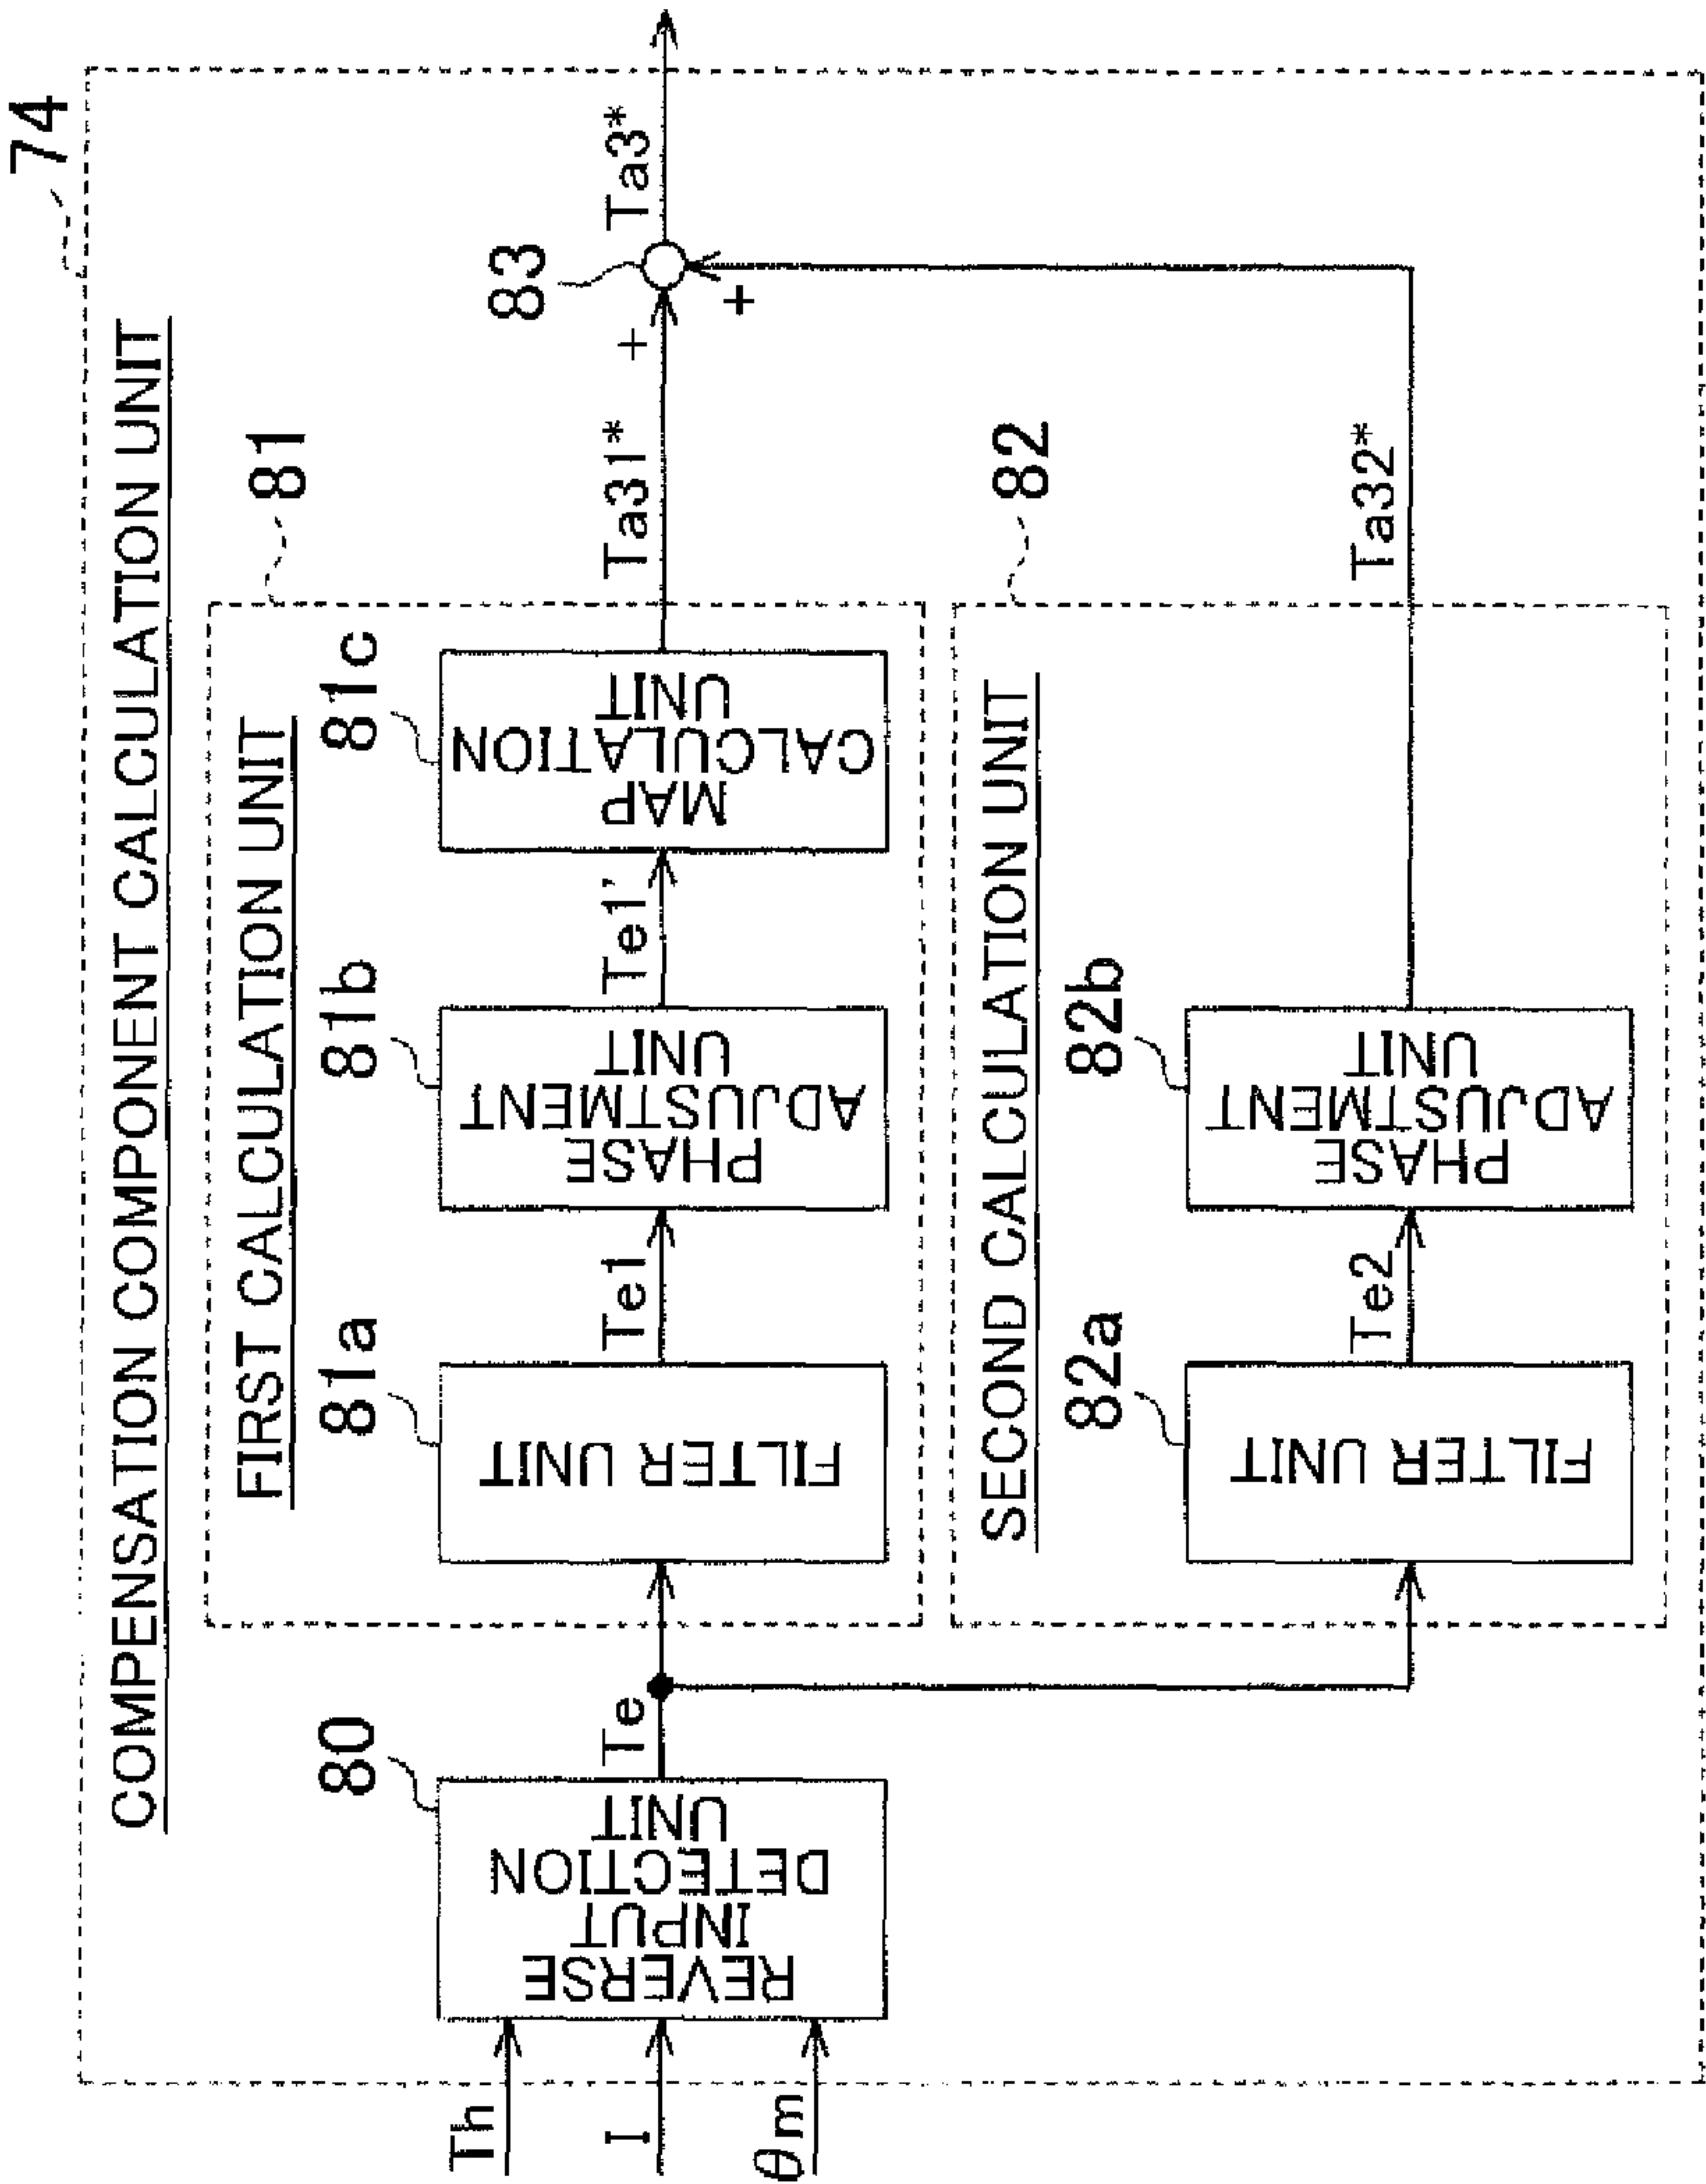 74
COMPENSATION COMPONENT CALCULATION UNIT
81
FIRST CALCULATION UNIT
80
81a
81b
81c
83
Th
I
θm
REVERSE
INPUT
DETECTION
UNIT
Te
FILTER UNIT
Te1
PHASE
ADJUSTMENT
UNIT
Te1'
MAP
CALCULATION
UNIT
Ta31*
+
+
Ta3*
82
SECOND CALCULATION UNIT
82a
82b
FILTER UNIT
Te2
PHASE
ADJUSTMENT
UNIT
Ta32*